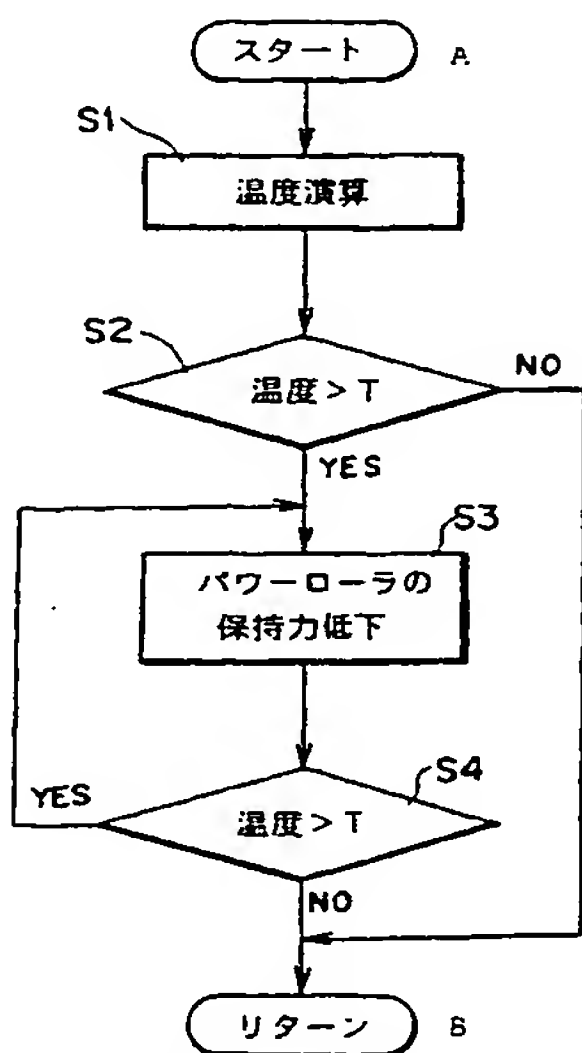 スタート A
S1
温度演算
S2
温度>T
NO
YES
S3
パワーローラの
保持力低下
S4
YES
温度>T
NO
リターン B